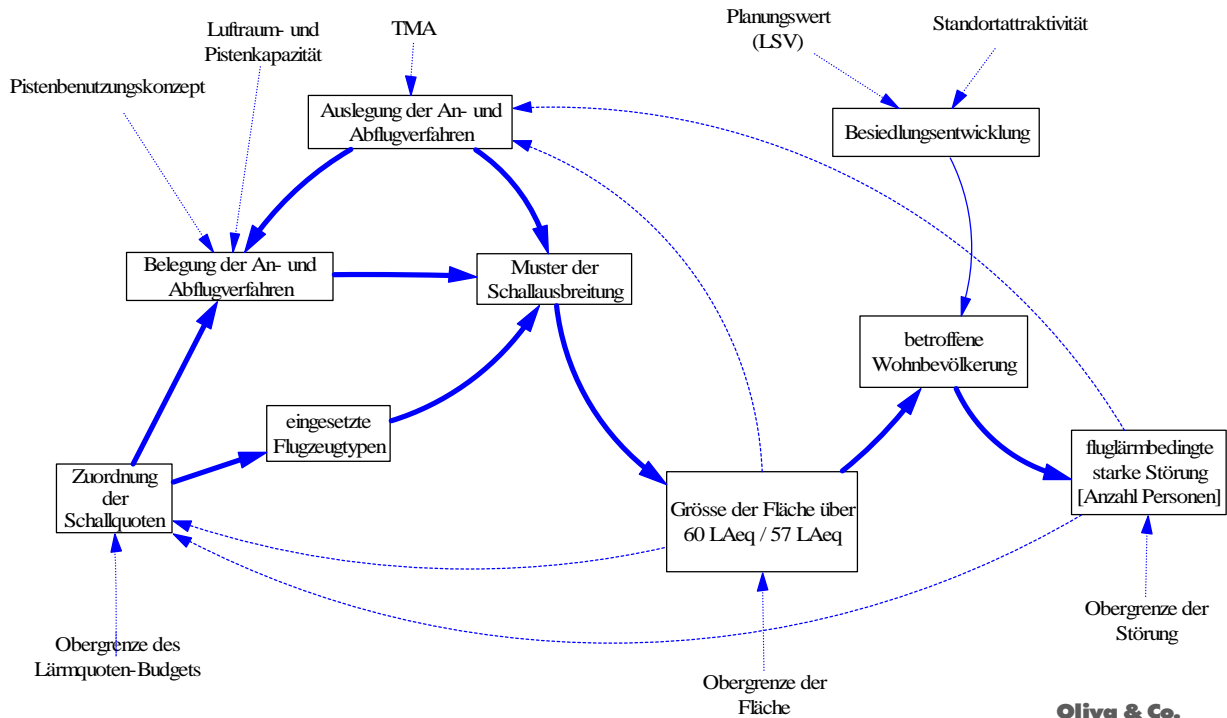 Luftraum- und
Pistenkapazität
TMA
Planungswert
(LSV)
Standortattraktivität
Pistenbenutzungskonzept
Auslegung der An- und
Abflugverfahren
Besiedlungsentwicklung
Belegung der An- und
Abflugverfahren
Muster der
Schallausbreitung
betroffene
Wohnbevölkerung
eingesetzte
Flugzeugtypen
Zuordnung
der
Schallquoten
Grösse der Fläche über
60 LAeq / 57 LAeq
fluglärmbedingte
starke Störung
[Anzahl Personen]
Obergrenze des
Lärmquoten-Budgets
Obergrenze der
Fläche
Obergrenze der
Störung
Oliva & Co.